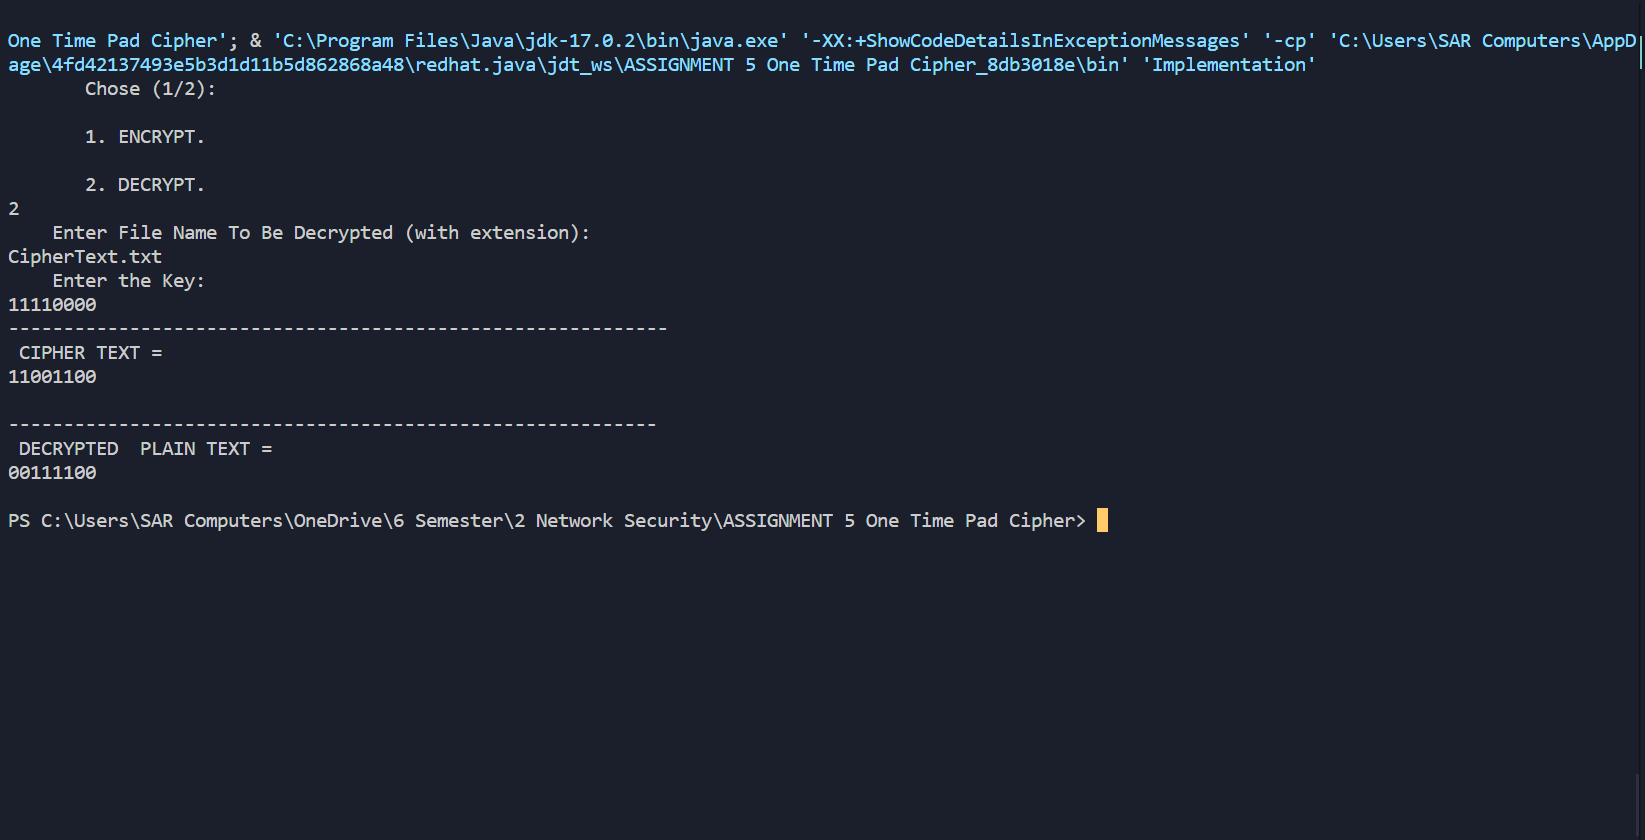 One Time Pad Cipher'; & 'C:\Program Files\Java\jdk-17.0.2\bin\java.exe' '-XX:+ShowCodeDetailsInExceptionMessages' '-cp' 'C:\Users\SAR Computers\AppD
age\4fd42137493e5b3d1d11b5d862868a48\redhat.java\jdt_ws\ASSIGNMENT 5 One Time Pad Cipher_8db3018e\bin' 'Implementation'
Chose (1/2):
1. ENCRYPT.
2. DECRYPT.
2
Enter File Name To Be Decrypted (with extension):
CipherText.txt
Enter the Key:
11110000
------------------------------------------------------------
CIPHER TEXT =
11001100
-----------------------------------------------------------
DECRYPTED  PLAIN TEXT =
00111100
PS C:\Users\SAR Computers\OneDrive\6 Semester\2 Network Security\ASSIGNMENT 5 One Time Pad Cipher>